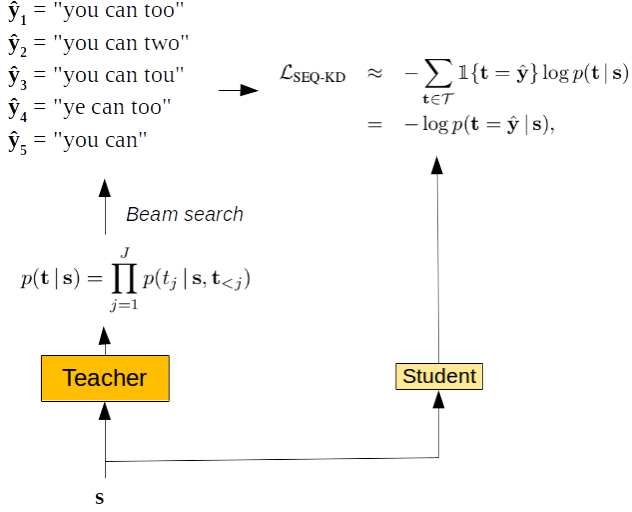 ŷ₁ = "you can too"
ŷ₂ = "you can two"
ŷ₃ = "you can tou"
ŷ₄ = "ye can too"
ŷ₅ = "you can"
ℒ_SEQ-KD ≈ −∑_{t∈𝒯} 𝟙{t = ŷ} log p(t | s)
= −log p(t = ŷ | s),
Beam search
p(t | s) = ∏_{j=1}^{J} p(t_j | s, t_{<j})
Teacher
Student
s